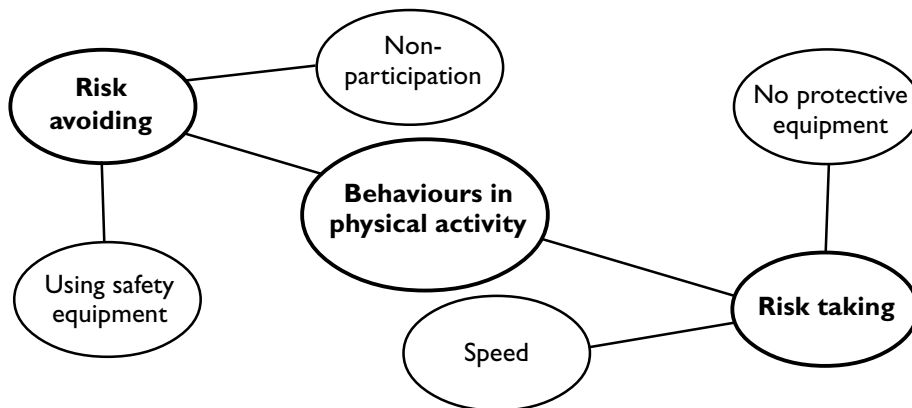 Non-
participation
Risk
avoiding
No protective
equipment
Behaviours in
physical activity
Using safety
equipment
Risk taking
Speed